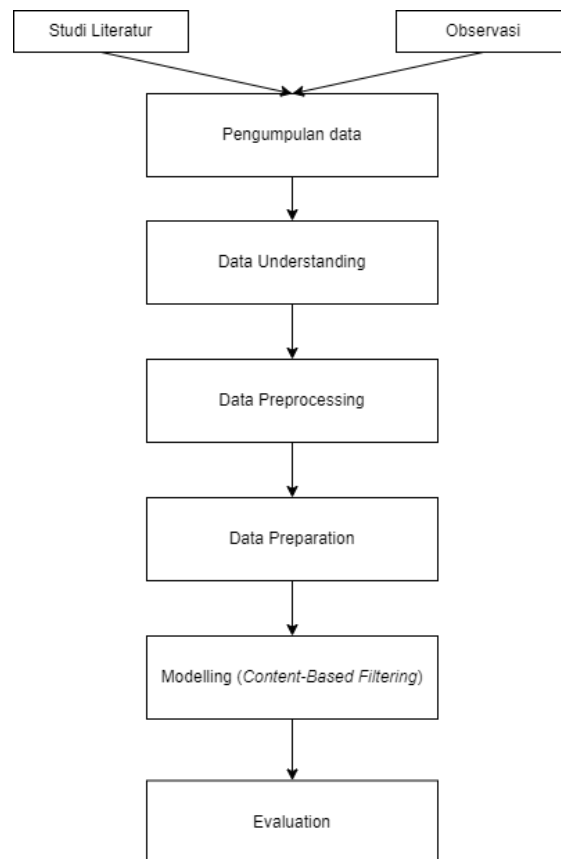 Studi Literatur
Observasi
Pengumpulan data
Data Understanding
Data Preprocessing
Data Preparation
Modelling (Content-Based Filtering)
Evaluation